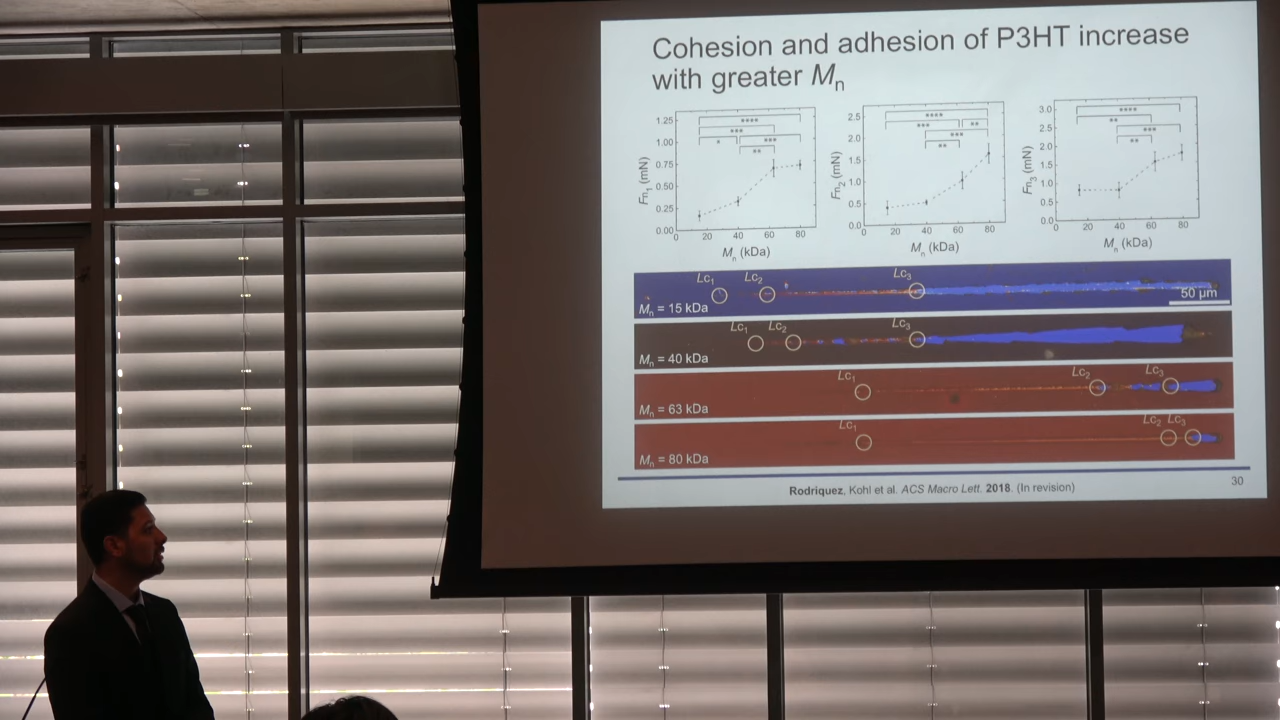 Cohesion and adhesion of P3HT increase
with greater Mn
1.25
1.00
0.75
0.50
0.25
0.00
Fn1 (mN)
**** 
*** 
* ***
**
0 20 40 60 80
Mn (kDa)
2.5
2.0
1.5
1.0
0.5
0.0
Fn2 (mN)
****
*** **
***
**
0 20 40 60 80
Mn (kDa)
3.0
2.5
2.0
1.5
1.0
0.5
0.0
Fn3 (mN)
****
**
***
**
0 20 40 60 80
Mn (kDa)
Lc1 Lc2 Lc3
50 μm
Mn = 15 kDa
Lc1 Lc2 Lc3
Mn = 40 kDa
Lc1 Lc2 Lc3
Mn = 63 kDa
Lc1 Lc2 Lc3
Mn = 80 kDa
Rodriquez, Kohl et al. ACS Macro Lett. 2018. (In revision)
30